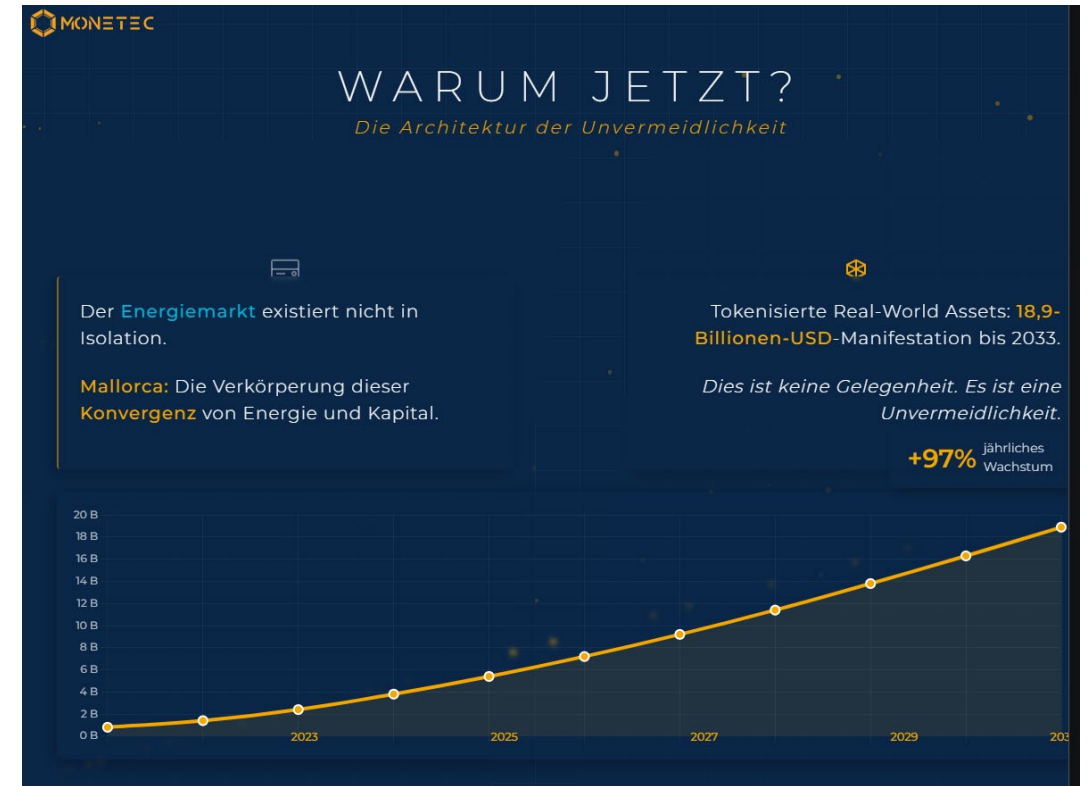 MONETEC
WARUM JETZT?
Die Architektur der Unvermeidlichkeit
Der Energiemarkt existiert nicht in
Isolation.
Mallorca: Die Verkörperung dieser
Konvergenz von Energie und Kapital.
Tokenisierte Real-World Assets: 18,9-
Billionen-USD-Manifestation bis 2033.
Dies ist keine Gelegenheit. Es ist eine
Unvermeidlichkeit.
+97% jährliches
Wachstum
20 B
18 B
16 B
14 B
12 B
10 B
8 B
6 B
4 B
2 B
0 B
2023
2025
2027
2029